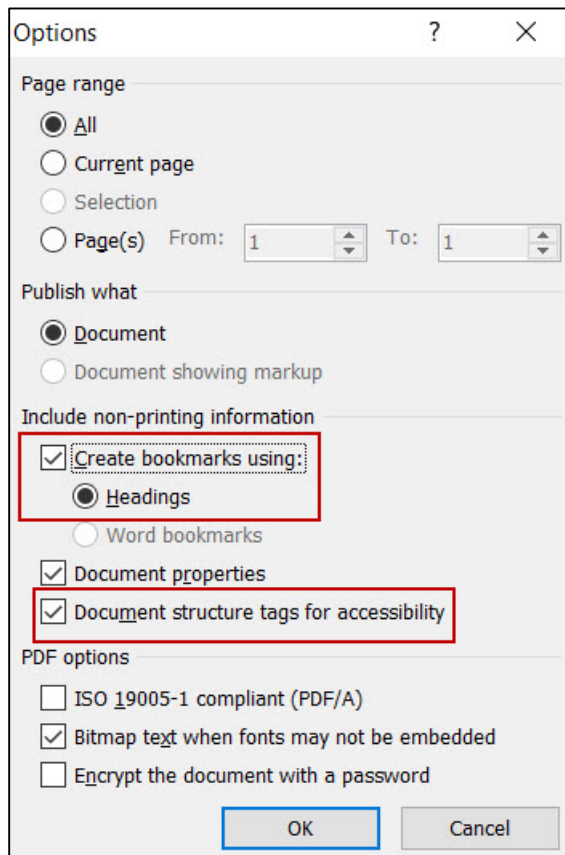 Options ?
Page range
All
Current page
Selection
Page(s) From: 1 To: 1
Publish what
Document
Document showing markup
Include non-printing information
Create bookmarks using:
Headings
Word bookmarks
Document properties
Document structure tags for accessibility
PDF options
ISO 19005-1 compliant (PDF/A)
Bitmap text when fonts may not be embedded
Encrypt the document with a password
OK Cancel